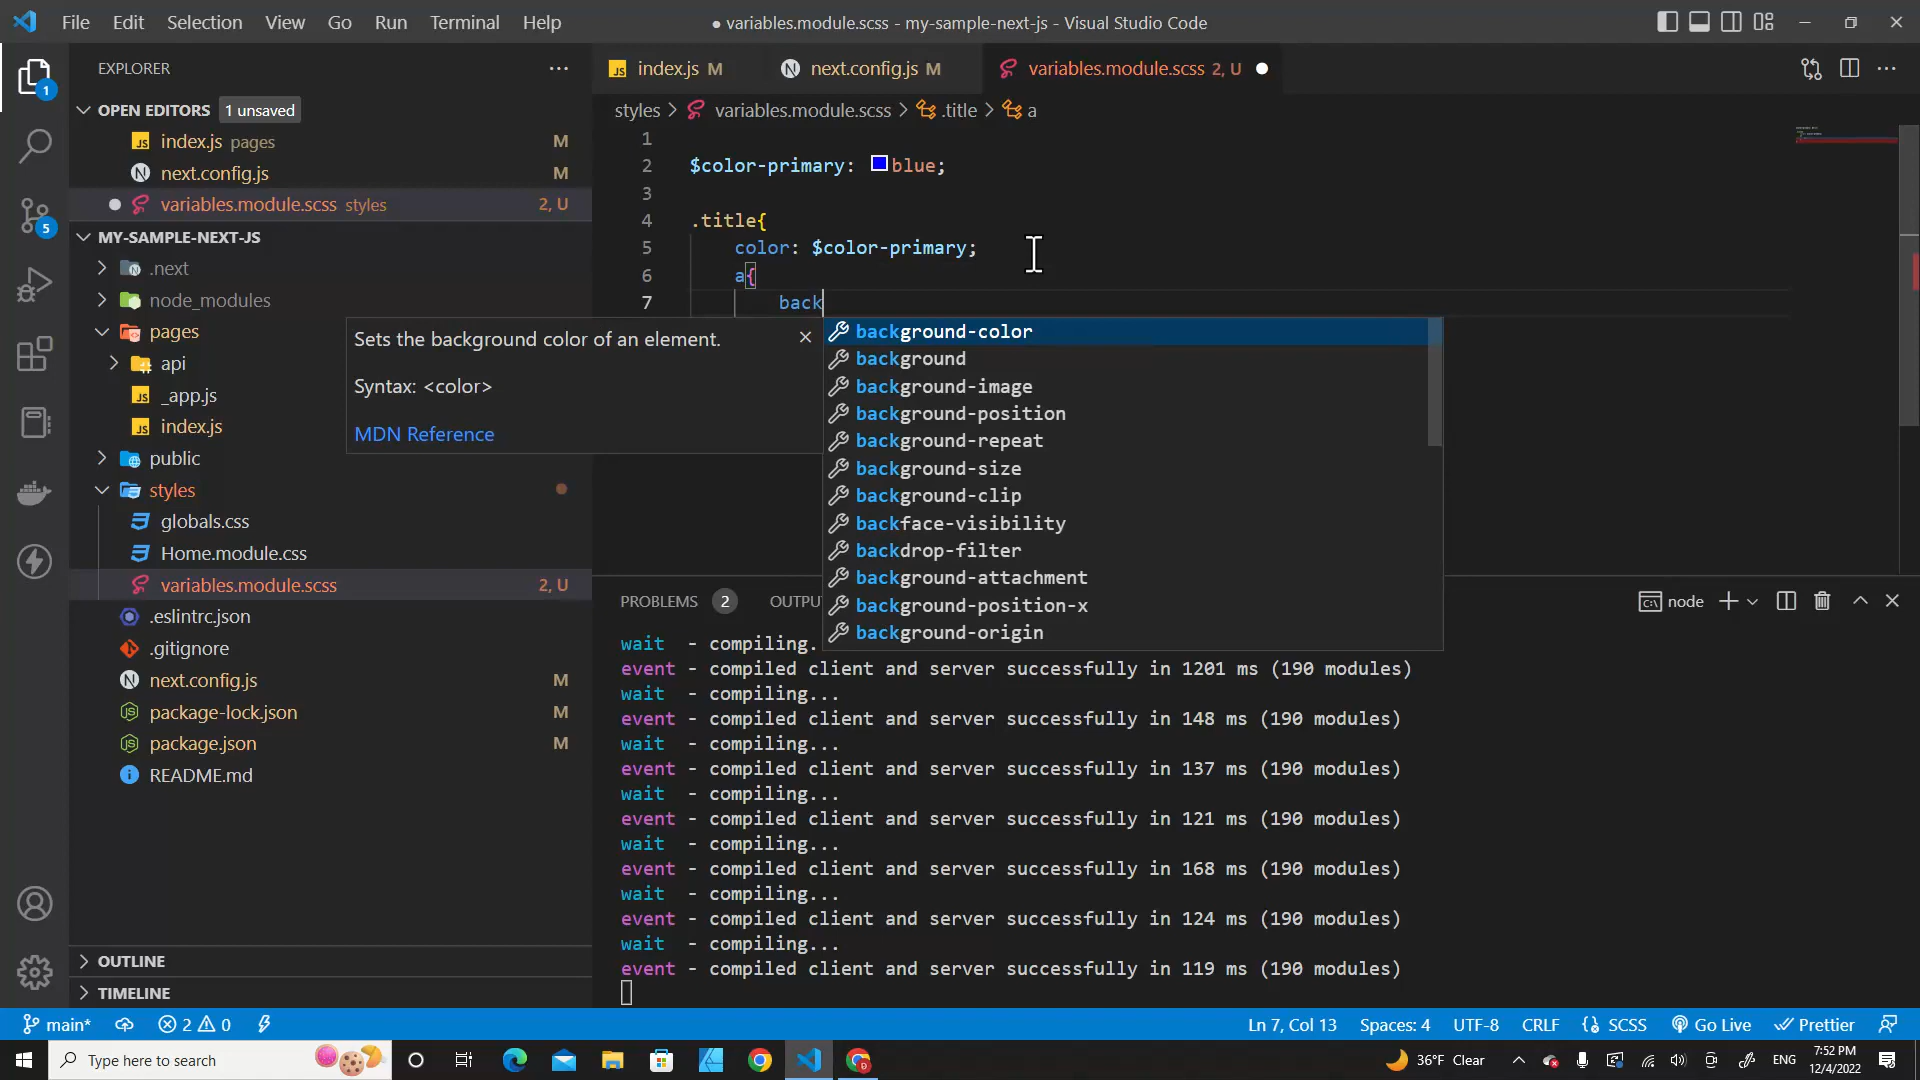 File Edit Selection View Go Run Terminal Help
● variables.module.scss - my-sample-next-js - Visual Studio Code
EXPLORER
OPEN EDITORS 1 unsaved
index.js pages M
next.config.js M
variables.module.scss styles 2, U
MY-SAMPLE-NEXT-JS
.next
node_modules
pages
api
_app.js
index.js
public
styles
globals.css
Home.module.css
variables.module.scss 2, U
.eslintrc.json
.gitignore
next.config.js M
package-lock.json M
package.json M
README.md
OUTLINE
TIMELINE
1
5
index.js M next.config.js M variables.module.scss 2, U
styles > variables.module.scss > .title > a
1
2 $color-primary: blue;
3
4 .title{
5 color: $color-primary;
6 a{
7 back
Sets the background color of an element.
Syntax: <color>
MDN Reference
background-color
background
background-image
background-position
background-repeat
background-size
background-clip
backface-visibility
backdrop-filter
background-attachment
background-position-x
background-origin
PROBLEMS 2 OUTPU node
wait - compiling.
event - compiled client and server successfully in 1201 ms (190 modules)
wait - compiling...
event - compiled client and server successfully in 148 ms (190 modules)
wait - compiling...
event - compiled client and server successfully in 137 ms (190 modules)
wait - compiling...
event - compiled client and server successfully in 121 ms (190 modules)
wait - compiling...
event - compiled client and server successfully in 168 ms (190 modules)
wait - compiling...
event - compiled client and server successfully in 124 ms (190 modules)
wait - compiling...
event - compiled client and server successfully in 119 ms (190 modules)
main* 2 0 Ln 7, Col 13 Spaces: 4 UTF-8 CRLF SCSS Go Live Prettier
Type here to search 36°F Clear ENG 7:52 PM
12/4/2022